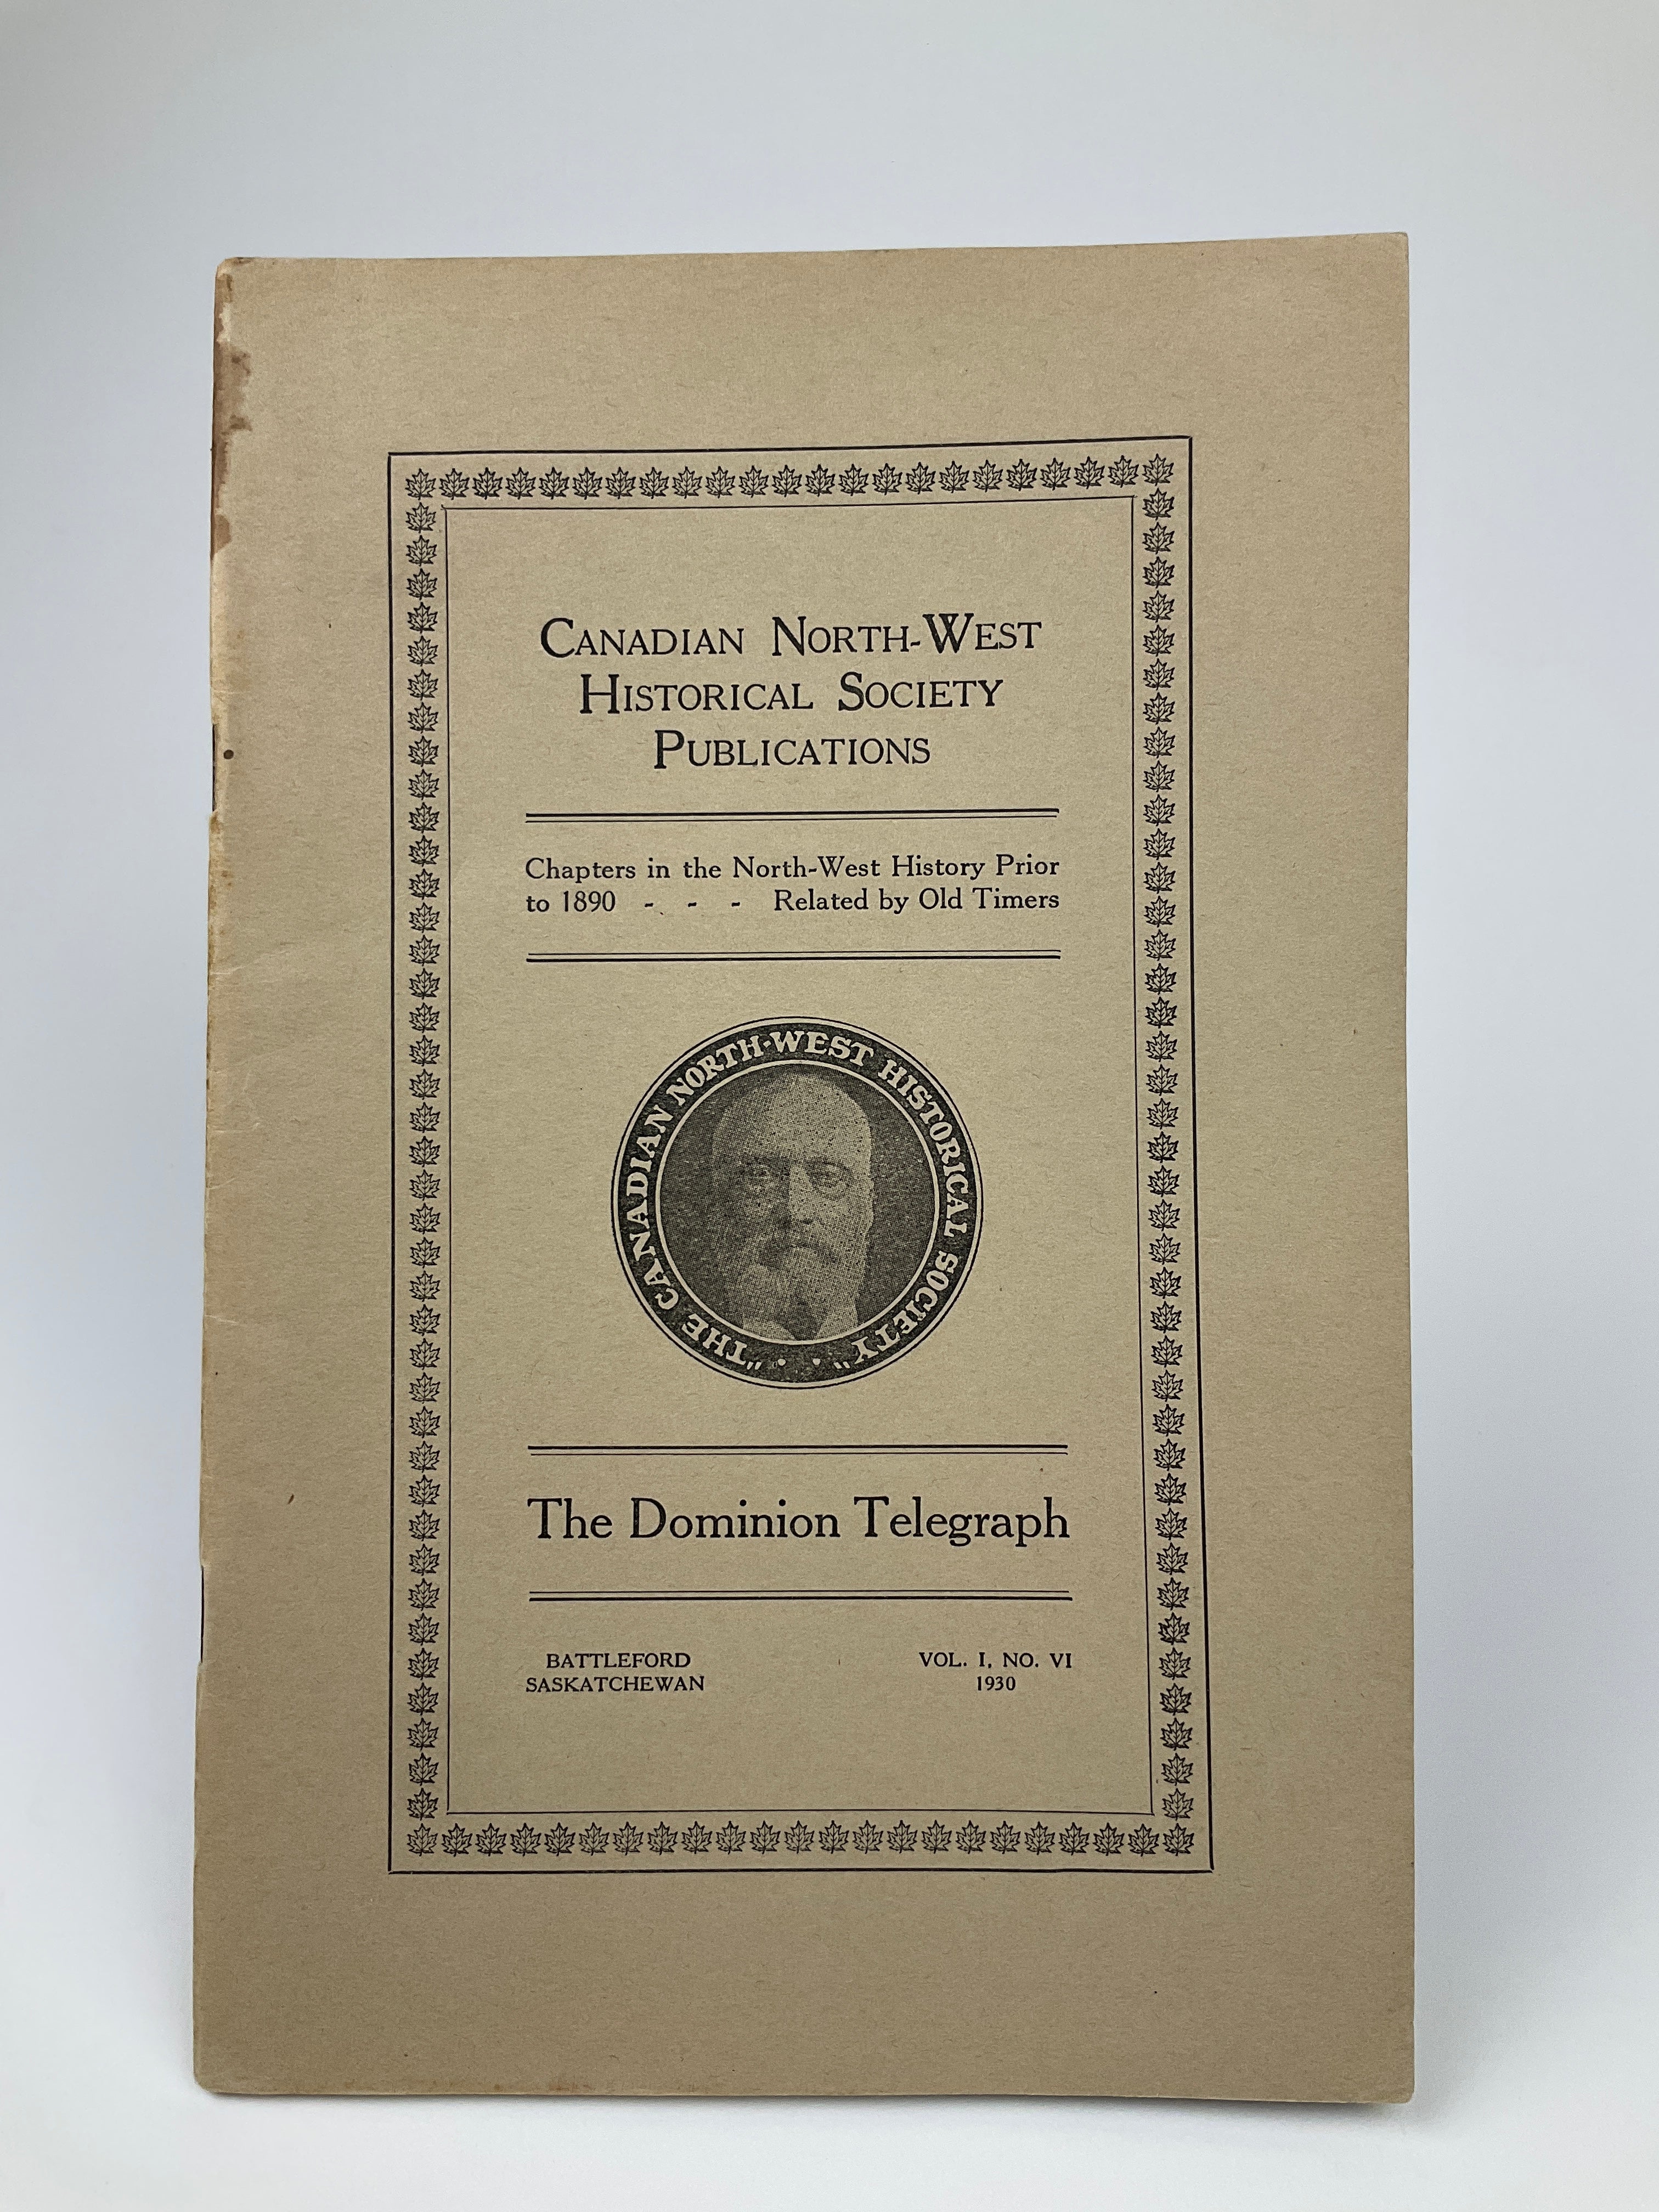 CANADIAN NORTH-WEST
HISTORICAL SOCIETY
PUBLICATIONS
Chapters in the North-West History Prior
to 1890 - - - Related by Old Timers
"THE CANADIAN NORTH-WEST HISTORICAL SOCIETY"
The Dominion Telegraph
BATTLEFORD
SASKATCHEWAN
VOL. I, NO. VI
1930